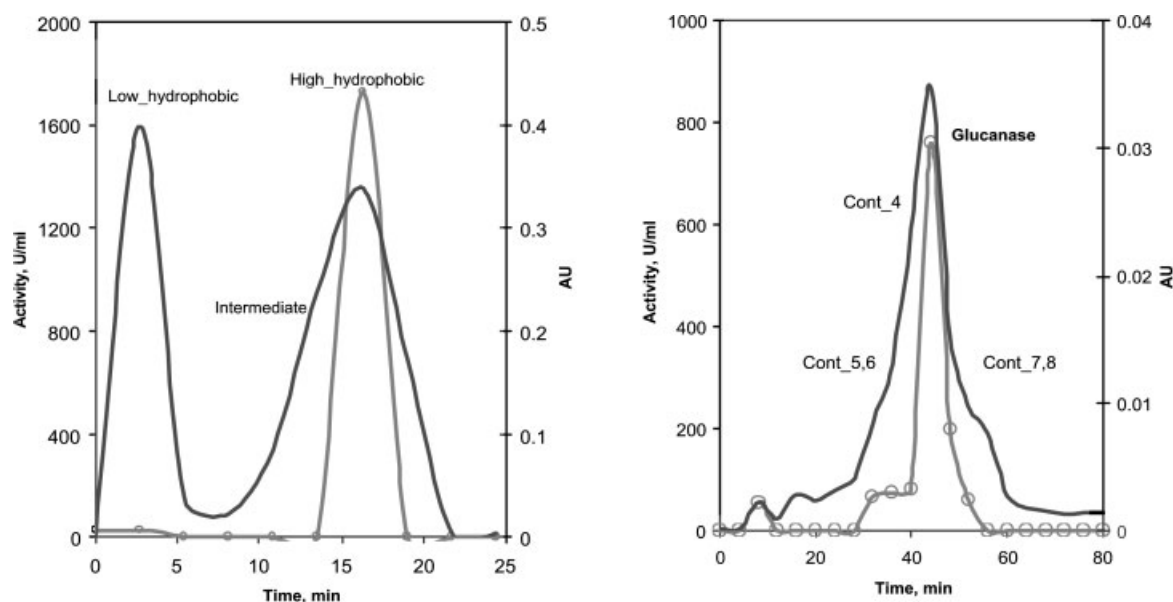 2000
1600
1200
800
400
0
Activity, U/ml
0.5
0.4
0.3
0.2
0.1
0
AU
Low_hydrophobic
High_hydrophobic
Intermediate
0 5 10 15 20 25
Time, min
1000
800
600
400
200
0
Activity, U/ml
0.04
0.03
0.02
0.01
0
AU
Glucanase
Cont_4
Cont_5,6
Cont_7,8
0 20 40 60 80
Time, min